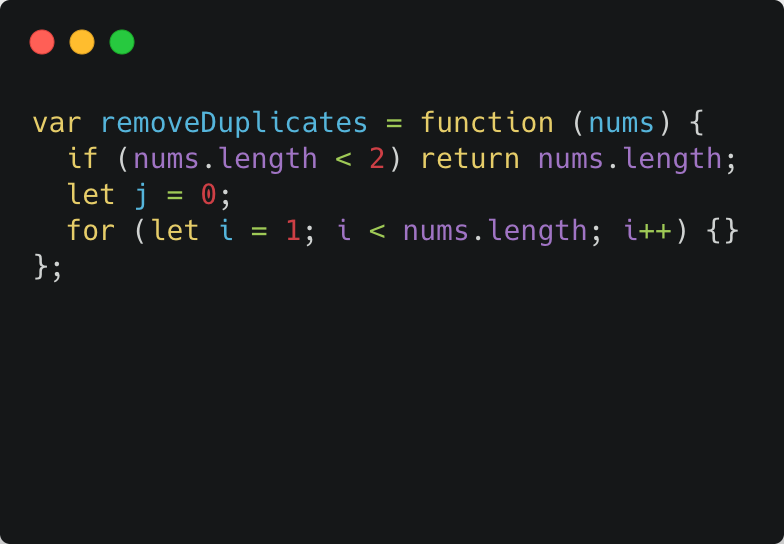 var removeDuplicates = function (nums) {
  if (nums.length < 2) return nums.length;
  let j = 0;
  for (let i = 1; i < nums.length; i++) {}
};